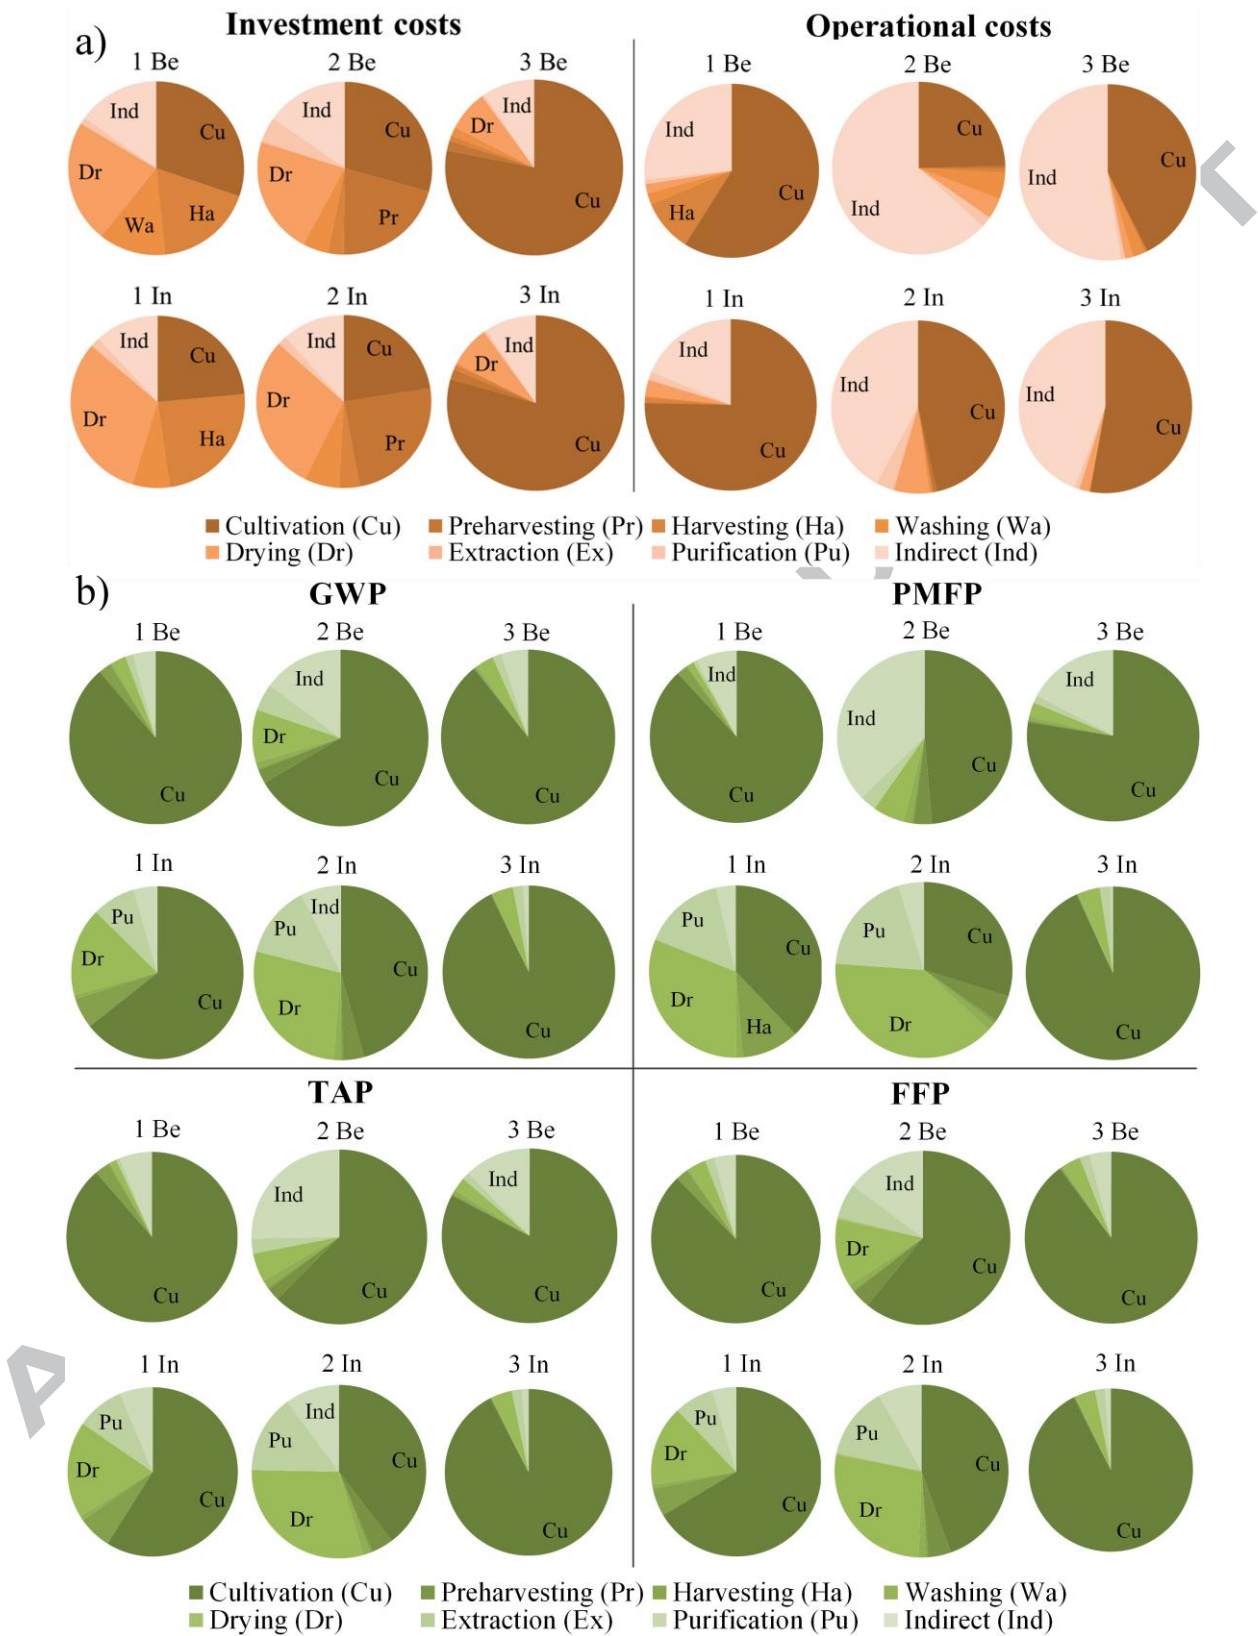 a)
Investment costs
Operational costs
1 Be
2 Be
3 Be
1 Be
2 Be
3 Be
Ind Cu Dr Wa Ha
Ind Cu Dr Pr
Ind Dr Cu
Ind Cu Ha
Cu Ind
Cu Ind
1 In
2 In
3 In
1 In
2 In
3 In
Ind Cu Dr Ha
Ind Cu Dr Pr
Ind Dr Cu
Ind Cu
Ind Cu
Ind Cu
Cultivation (Cu) Preharvesting (Pr) Harvesting (Ha) Washing (Wa)
Drying (Dr) Extraction (Ex) Purification (Pu) Indirect (Ind)
b)
GWP
PMFP
1 Be
2 Be
3 Be
1 Be
2 Be
3 Be
Cu
Ind Dr Cu
Cu
Ind Cu
Ind Cu
Ind Cu
1 In
2 In
3 In
1 In
2 In
3 In
Pu Dr Cu
Ind Pu Cu Dr
Cu
Pu Cu Dr Ha
Pu Cu Dr
Cu
TAP
FFP
1 Be
2 Be
3 Be
1 Be
2 Be
3 Be
Cu
Ind Cu
Ind Cu
Cu
Ind Dr Cu
Cu
1 In
2 In
3 In
1 In
2 In
3 In
Pu Dr Cu
Ind Pu Cu Dr
Cu
Pu Dr Cu
Pu Cu Dr
Cu
Cultivation (Cu) Preharvesting (Pr) Harvesting (Ha) Washing (Wa)
Drying (Dr) Extraction (Ex) Purification (Pu) Indirect (Ind)